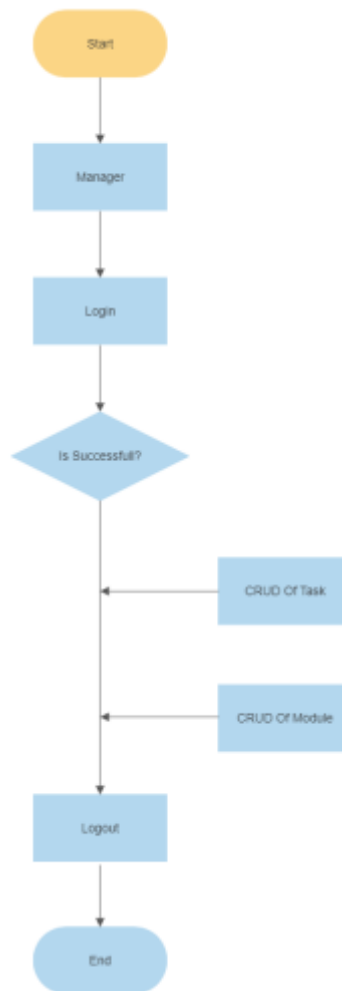 Start
Manager
Login
Is Successfull?
CRUD Of Task
CRUD Of Module
Logout
End